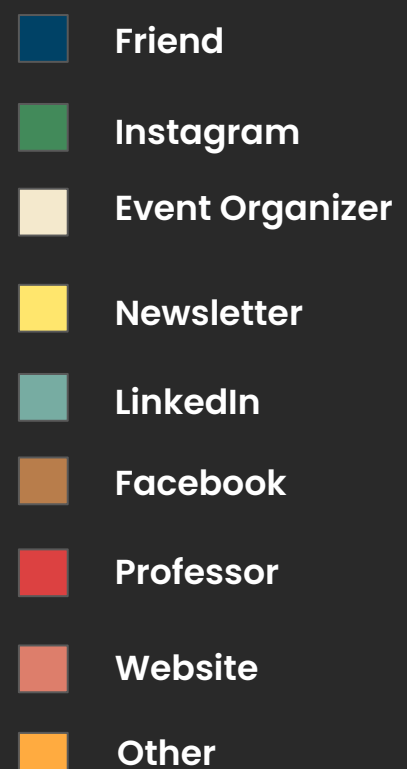 Friend
Instagram
Event Organizer
Newsletter
LinkedIn
Facebook
Professor
Website
Other